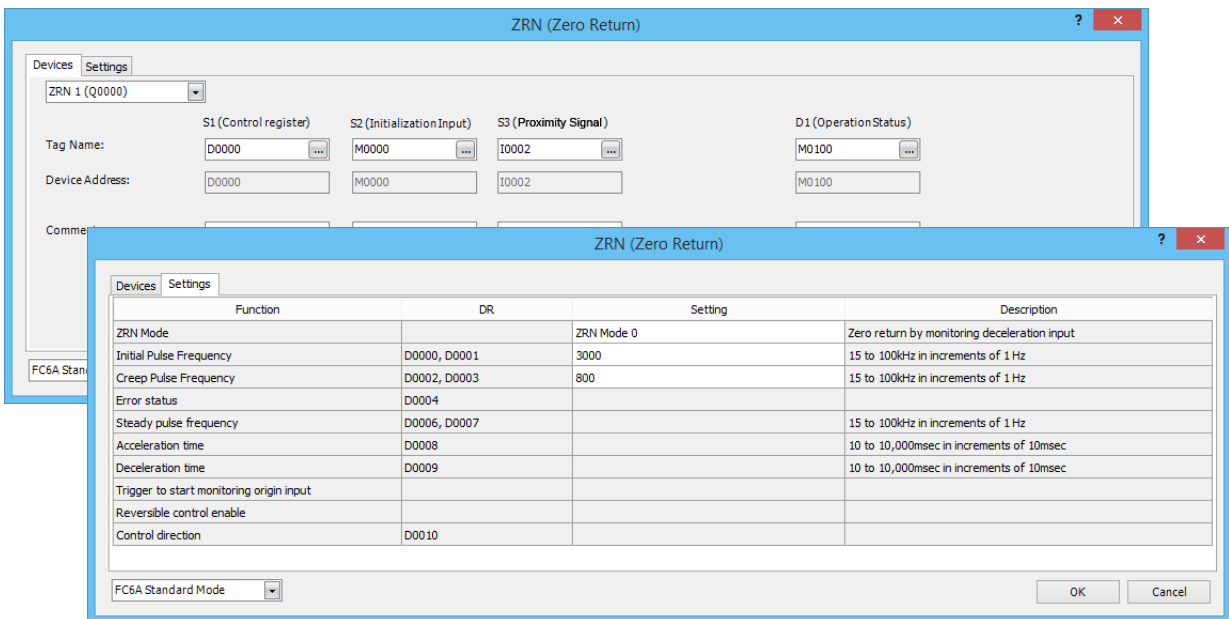 ZRN (Zero Return)
? ×
Devices Settings
ZRN 1 (Q0000)
S1 (Control register) S2 (Initialization Input) S3 (Proximity Signal) D1 (Operation Status)
Tag Name: D0000 ... M0000 ... I0002 ... M0100 ...
Device Address: D0000 M0000 I0002 M0100
FC6A Stan
ZRN (Zero Return)
? ×
Devices Settings
Function DR Setting Description
ZRN Mode ZRN Mode 0 Zero return by monitoring deceleration input
Initial Pulse Frequency D0000, D0001 3000 15 to 100kHz in increments of 1 Hz
Creep Pulse Frequency D0002, D0003 800 15 to 100kHz in increments of 1 Hz
Error status D0004
Steady pulse frequency D0006, D0007 15 to 100kHz in increments of 1 Hz
Acceleration time D0008 10 to 10,000msec in increments of 10msec
Deceleration time D0009 10 to 10,000msec in increments of 10msec
Trigger to start monitoring origin input
Reversible control enable
Control direction D0010
FC6A Standard Mode OK Cancel